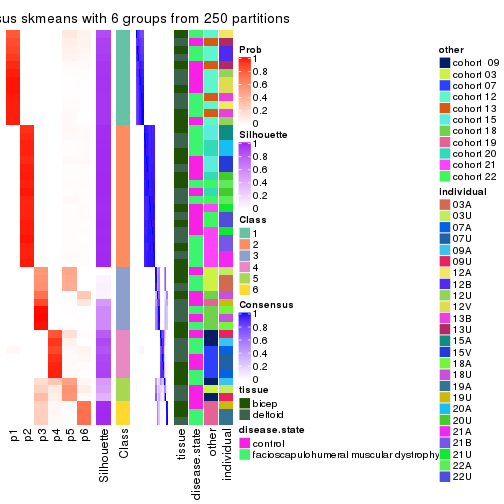 sus skmeans with 6 groups from 250 partitions
Prob
1
0.8
0.6
0.4
0.2
0
Silhouette
1
0.8
0.6
0.4
0.2
0
Class
1
2
3
4
5
6
Consensus
1
0.8
0.6
0.4
0.2
0
tissue
bicep
deltoid
disease.state
control
facioscapulohumeral muscular dystrophy
other
cohort 09
cohort 03
cohort 07
cohort 12
cohort 13
cohort 15
cohort 18
cohort 19
cohort 20
cohort 21
cohort 22
individual
03A
03U
07A
07U
09A
09U
12A
12B
12U
12V
13B
13U
15A
15V
18A
18U
19A
19U
20A
20U
21A
21B
21U
22A
22U
p1
p2
p3
p4
p5
p6
Silhouette
Class
tissue
disease.state
other
individual